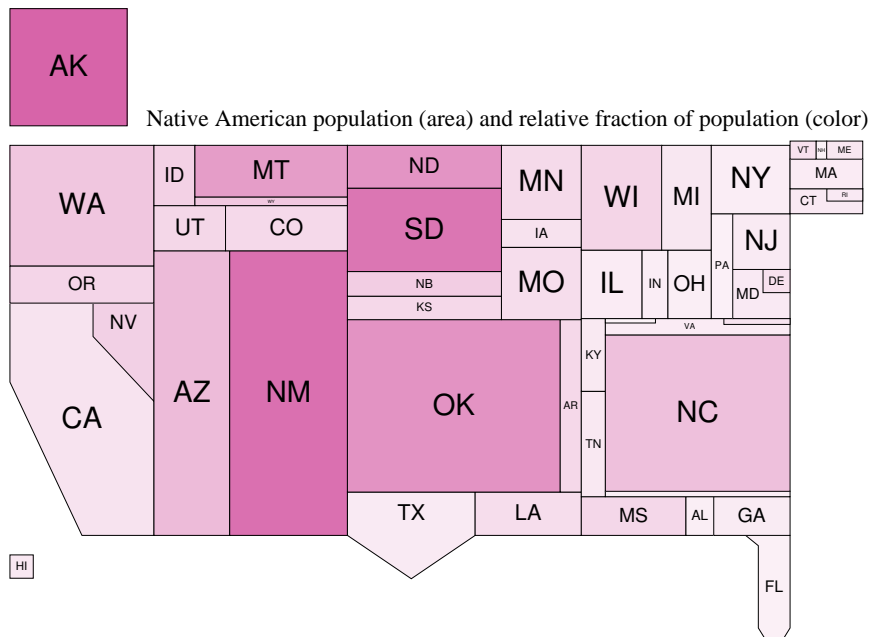 AK
Native American population (area) and relative fraction of population (color)
WA
ID
MT
WY
ND
MN
WI
MI
NY
VT
NH
ME
MA
CT
RI
UT
CO
SD
IA
NJ
OR
NB
KS
MO
IL
IN
OH
PA
MD
DE
NV
CA
AZ
NM
OK
AR
KY
VA
TN
NC
TX
LA
MS
AL
GA
HI
FL